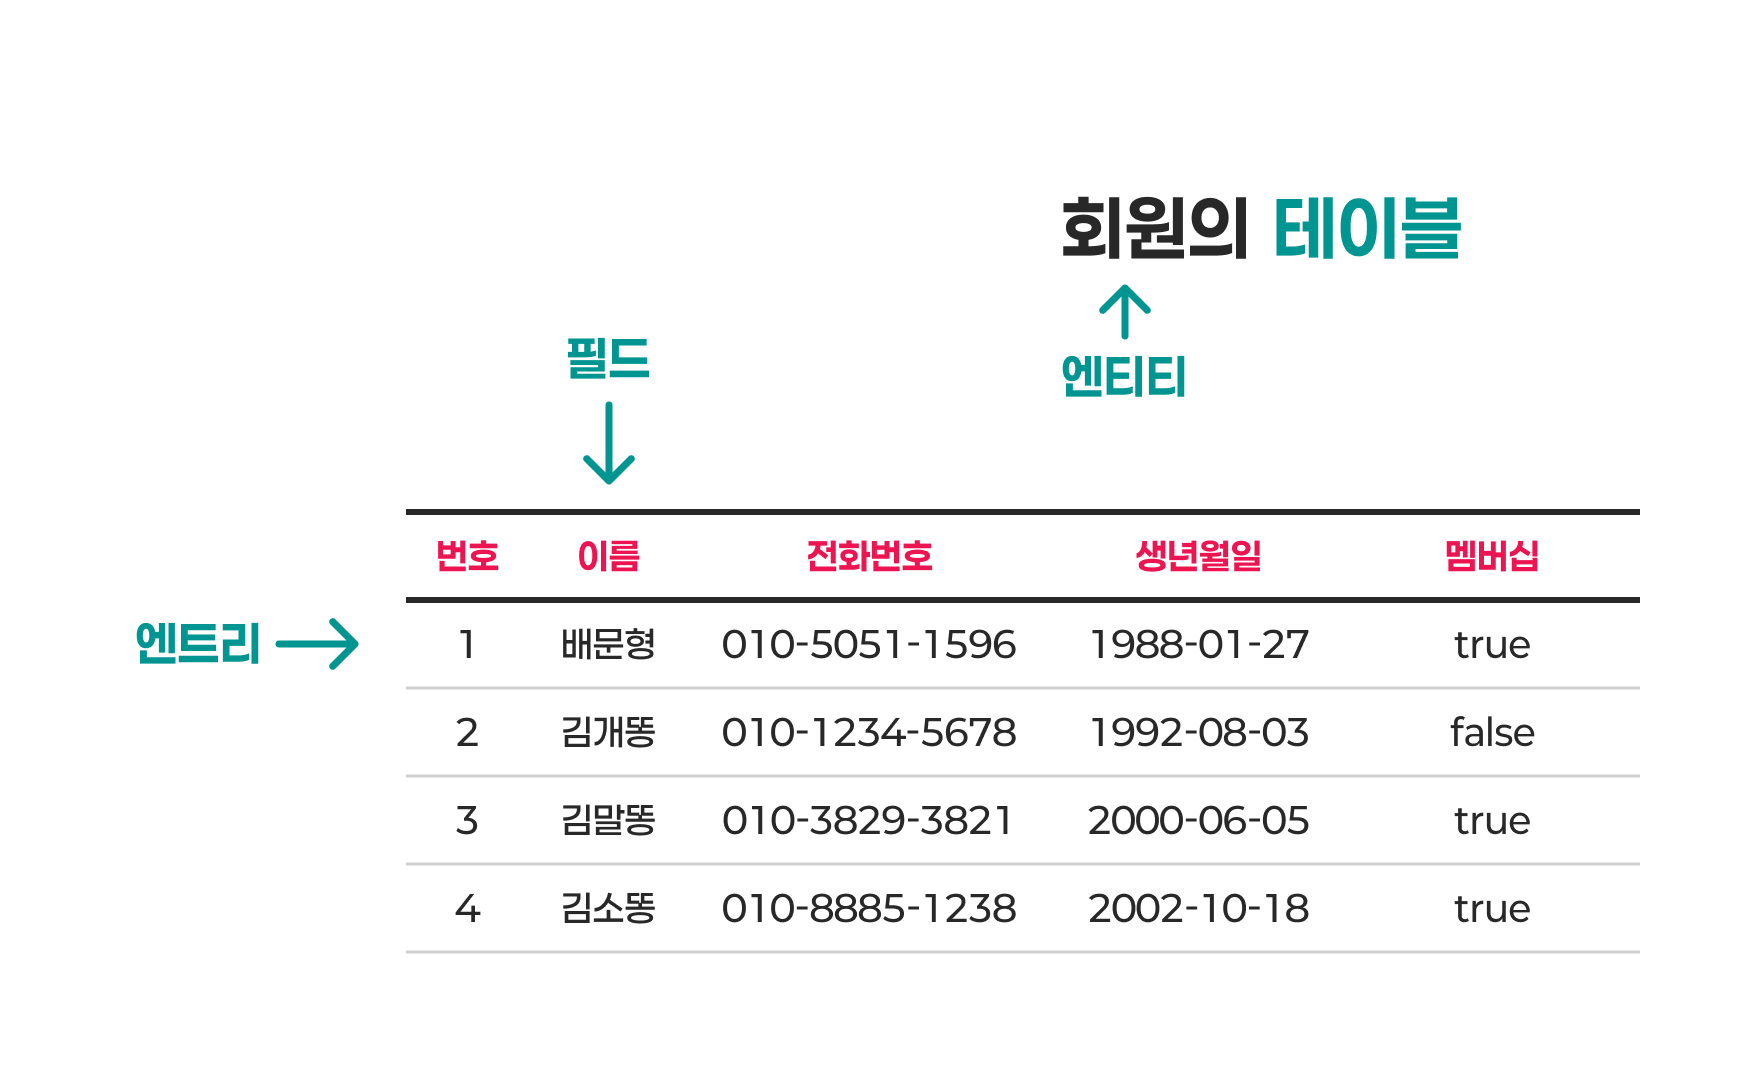 회원의 테이블
엔티티
필드
번호 이름 전화번호 생년월일 멤버십
엔트리
1 배문형 010-5051-1596 1988-01-27 true
2 김개똥 010-1234-5678 1992-08-03 false
3 김말똥 010-3829-3821 2000-06-05 true
4 김소똥 010-8885-1238 2002-10-18 true